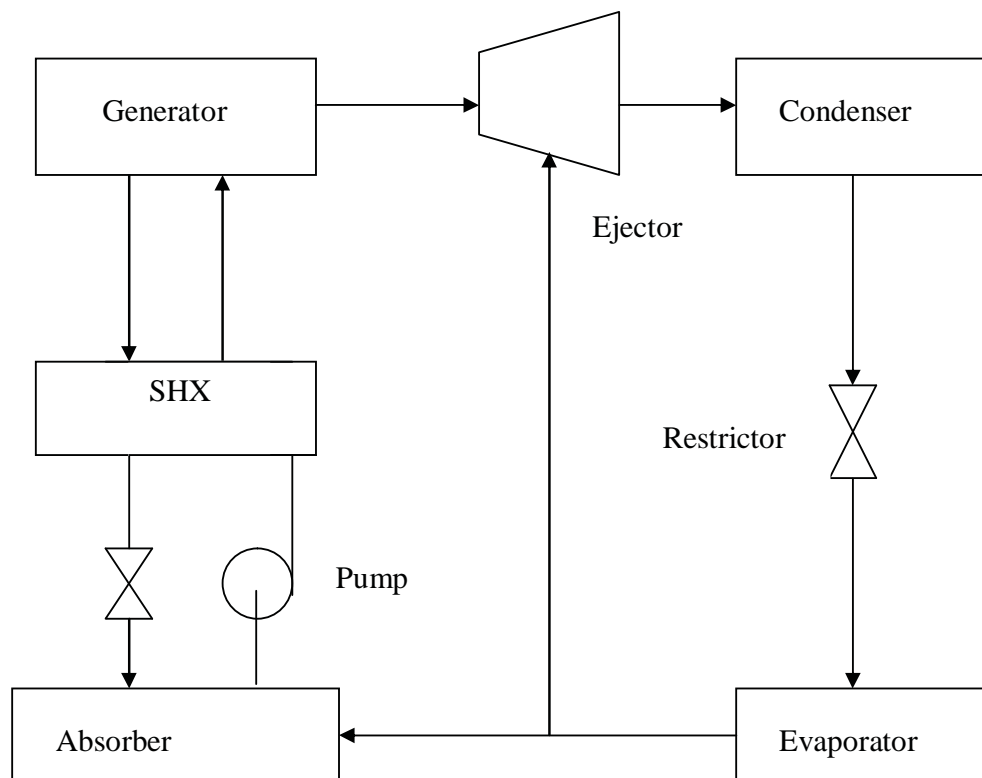 Generator
Condenser
Ejector
SHX
Restrictor
Pump
Absorber
Evaporator